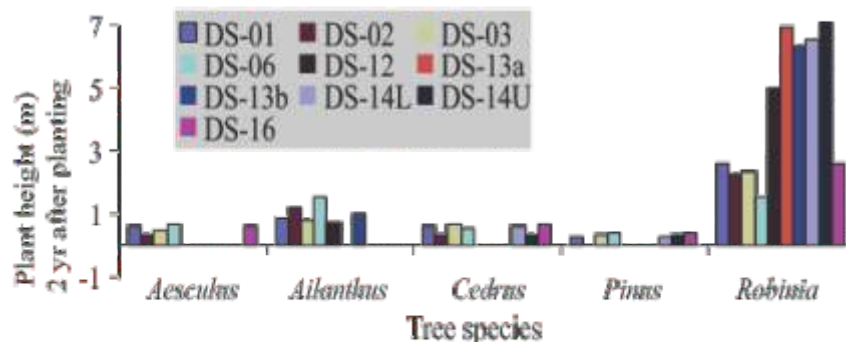 7
5
3
1
-1
Plant height (m)
2 yr after planting
DS-01 DS-02 DS-03
DS-06 DS-12 DS-13a
DS-13b DS-14L DS-14U
DS-16
Aesculus Ailanthus Cedrus Pinus Robinia
Tree species